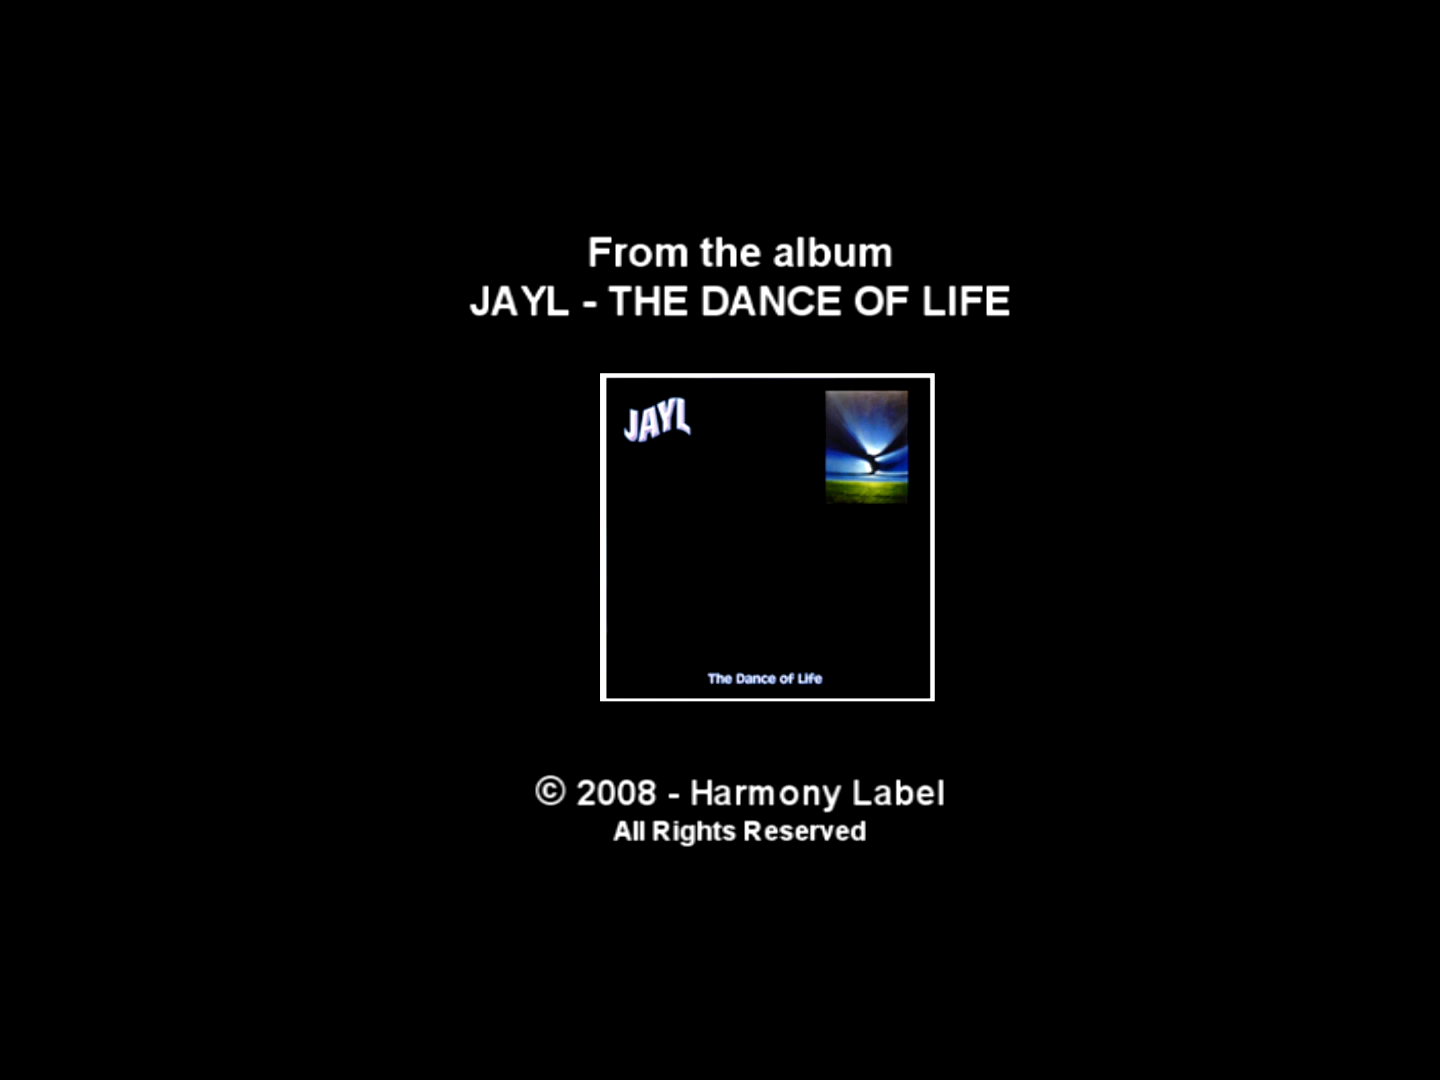 From the album
JAYL - THE DANCE OF LIFE
JAYL
The Dance of Life
© 2008 - Harmony Label
All Rights Reserved